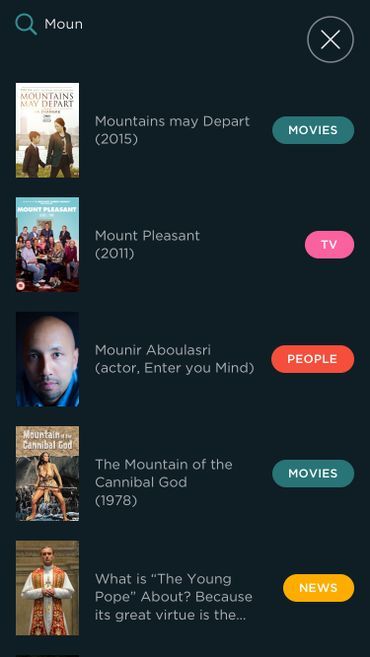 Moun
MOUNTAINS
MAY DEPART
Mountains may Depart
(2015)
MOVIES
MOUNT PLEASANT
Mount Pleasant
(2011)
TV
Mounir Aboulasri
(actor, Enter you Mind)
PEOPLE
Mountain of the
Cannibal God
The Mountain of the
Cannibal God
(1978)
MOVIES
What is “The Young
Pope” About? Because
its great virtue is the...
NEWS